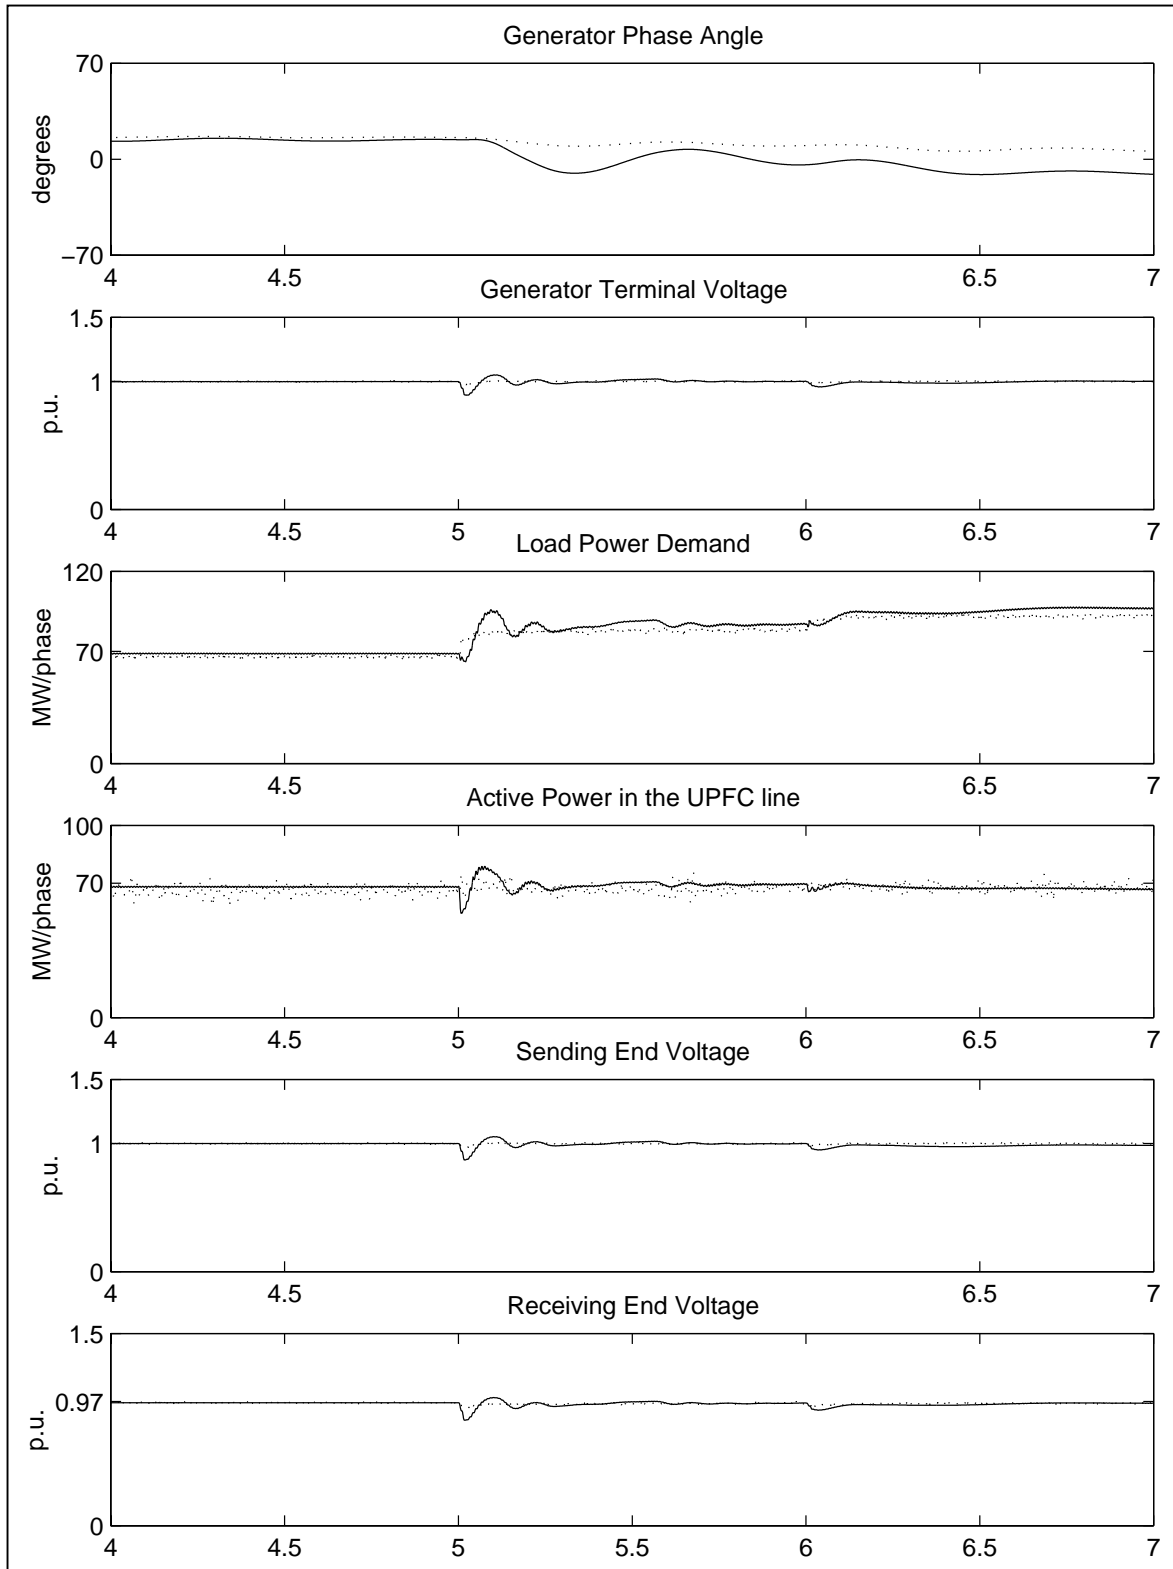 Generator Phase Angle
70
0
−70
degrees
4 4.5 6.5 7
Generator Terminal Voltage
1.5
1
0
p.u.
4 4.5 5 6 6.5 7
Load Power Demand
120
70
0
MW/phase
4 4.5 5 6 6.5 7
Active Power in the UPFC line
100
70
0
MW/phase
4 4.5 5 6 6.5 7
Sending End Voltage
1.5
1
0
p.u.
4 4.5 5 6 6.5 7
Receiving End Voltage
1.5
0.97
0
p.u.
4 4.5 5 5.5 6 6.5 7